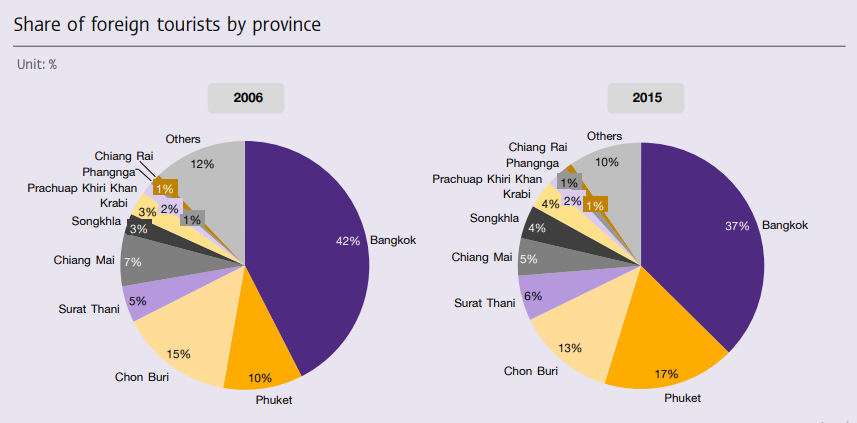 Share of foreign tourists by province
Unit: %
2006
Others
12%
Chiang Rai
1%
Phangnga
1%
Prachuap Khiri Khan
2%
Krabi
3%
Songkhla
3%
Chiang Mai
7%
Surat Thani
5%
Chon Buri
15%
Phuket
10%
42%
Bangkok
2015
Others
10%
Chiang Rai
1%
Phangnga
1%
Prachuap Khiri Khan
2%
Krabi
4%
Songkhla
4%
Chiang Mai
5%
Surat Thani
6%
Chon Buri
13%
Phuket
17%
37%
Bangkok